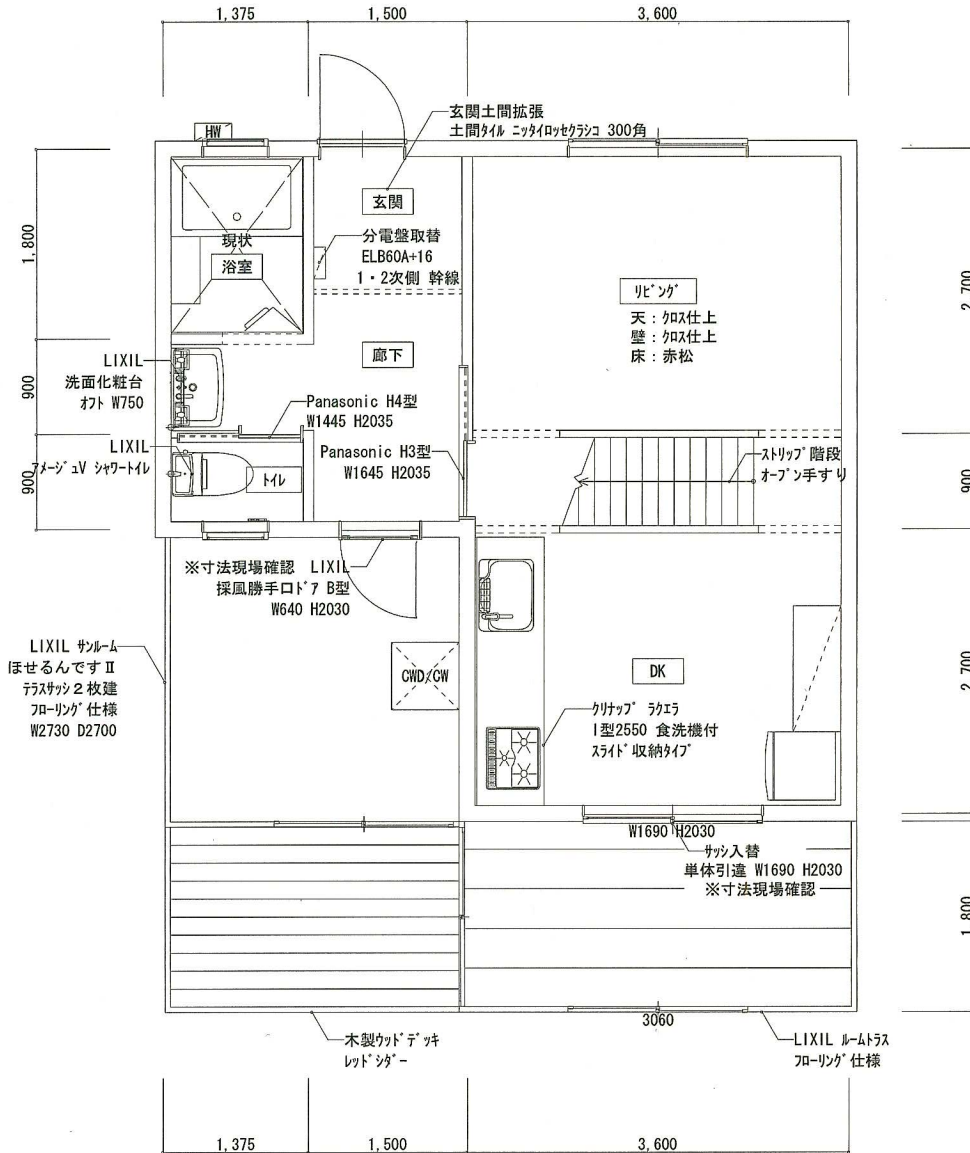 1,375
1,500
3,600
玄関土間拡張
土間タイル ニッタイロッセクラシコ 300角
HW
玄関
分電盤取替
ELB60A+16
1・2次側 幹線
現状
浴室
リビング
天：クロス仕上
壁：クロス仕上
床：赤松
1,800
2,700
廊下
900
LIXIL
洗面化粧台
オフト W750
Panasonic H4型
W1445 H2035
LIXIL
アメージュV シャワートイレ
Panasonic H3型
W1645 H2035
トイレ
900
ストリップ階段
オープン手すり
900
※寸法現場確認 LIXIL
採風勝手口ドア B型
W640 H2030
LIXIL サンルーム
ほせるんですⅡ
テラスサッシ2枚建
フローリング仕様
W2730 D2700
CWD/CW
DK
クリナップ ラクエラ
I型2550 食洗機付
スライド収納タイプ
2,700
W1690 H2030
サッシ入替
単体引違 W1690 H2030
※寸法現場確認
1,800
3060
木製ウッドデッキ
レッドシダー
LIXIL ルームトラス
フローリング仕様
1,375
1,500
3,600